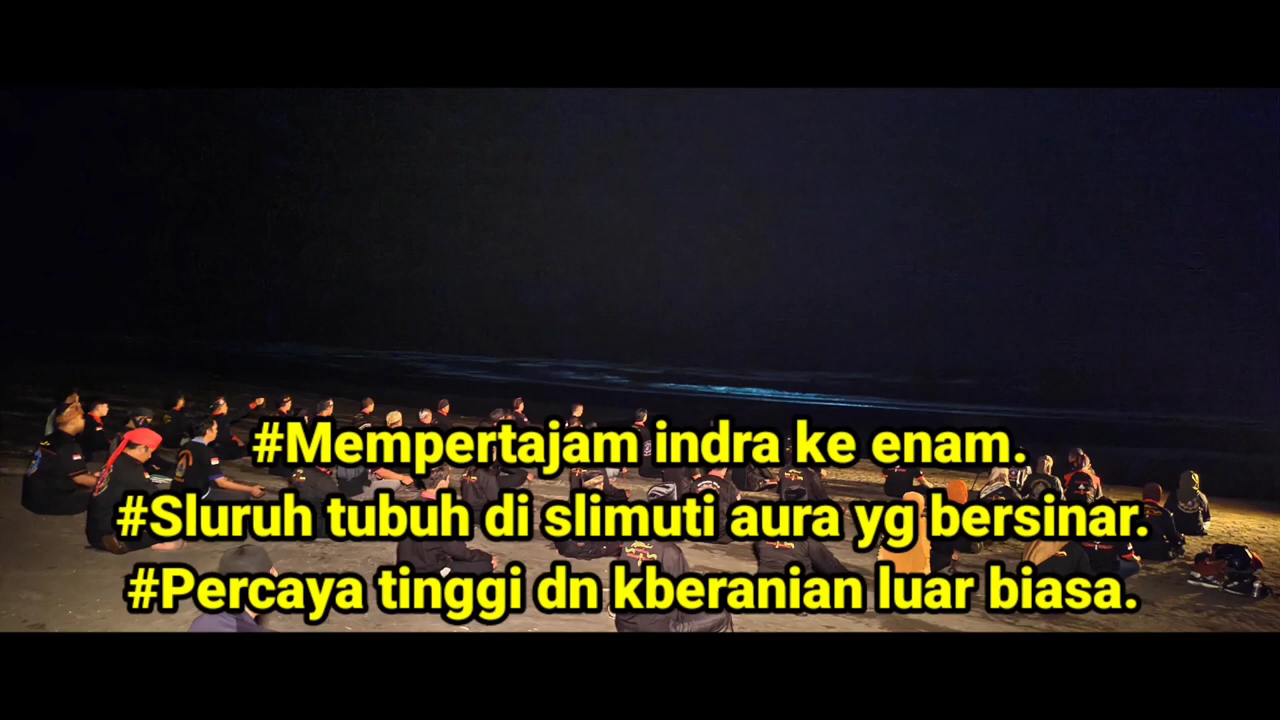 #Mempertajam indra ke enam.
#Sluruh tubuh di slimuti aura yg bersinar.
#Percaya tinggi dn kberanian luar biasa.